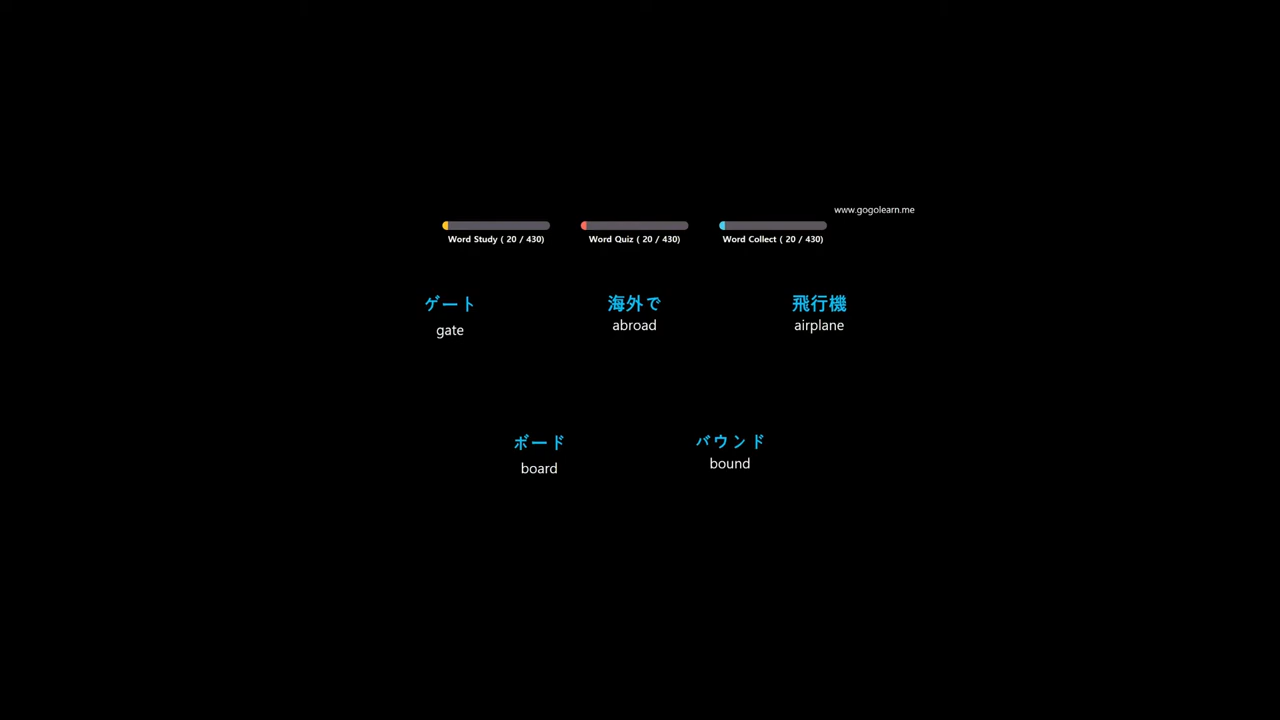 www.gogolearn.me
Word Study ( 20 / 430)
Word Quiz ( 20 / 430)
Word Collect ( 20 / 430)
ゲート
gate
海外で
abroad
飛行機
airplane
ボード
board
バウンド
bound